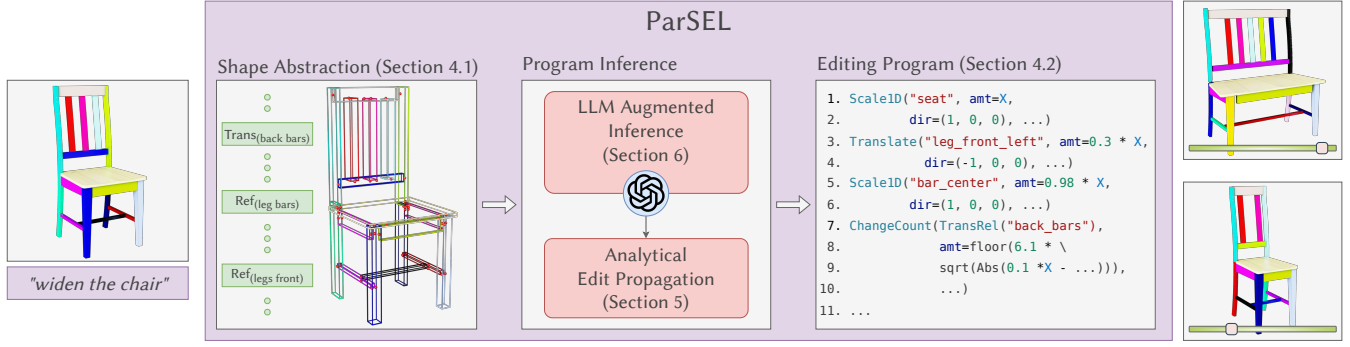 ParSEL
Shape Abstraction (Section 4.1)
Trans(back bars)
Ref(leg bars)
Ref(legs front)
"widen the chair"
Program Inference
LLM Augmented
Inference
(Section 6)
Analytical
Edit Propagation
(Section 5)
Editing Program (Section 4.2)
1. Scale1D("seat", amt=X,
2. dir=(1, 0, 0), ...)
3. Translate("leg_front_left", amt=0.3 * X,
4. dir=(-1, 0, 0), ...)
5. Scale1D("bar_center", amt=0.98 * X,
6. dir=(1, 0, 0), ...)
7. ChangeCount(TransRel("back_bars"),
8. amt=floor(6.1 * \
9. sqrt(Abs(0.1 *X - ...))),
10. ...)
11. ...